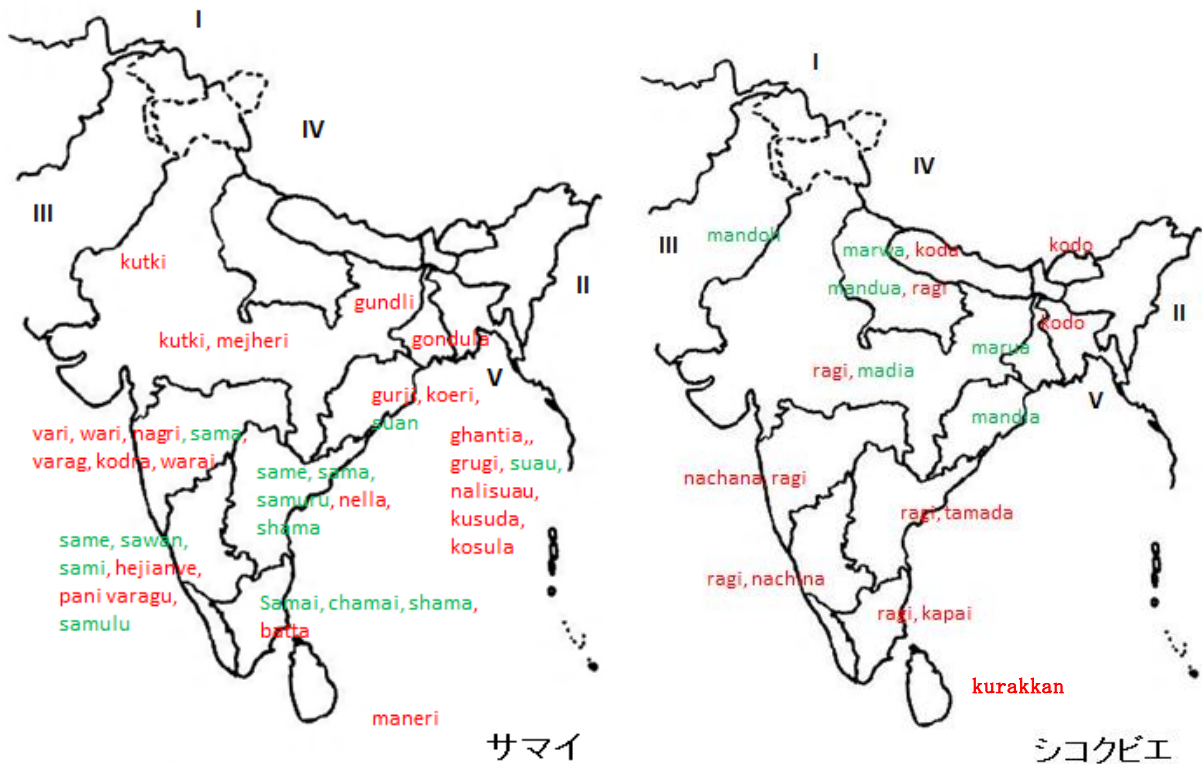 I
IV
III
kutki
II
gundli
kutki, mejheri
gondula
V
gurji, koeri,
suan
vari, wari, nagri, sama,
varag, kodra, warai
ghantia,,
grugi, suau,
nalisuau,
kusuda,
kosula
same, sama,
samuru, nella,
shama
same, sawan,
sami, hejianve,
pani varagu,
samulu
Samai, chamai, shama,
batta
maneri
サマイ
I
IV
III
mandoli
marwa, koda
kodo
mandua, ragi
II
kodo
marua
ragi, madia
V
mandia
nachana, ragi
ragi, tamada
ragi, nachina
ragi, kapai
kurakkan
シコクビエ